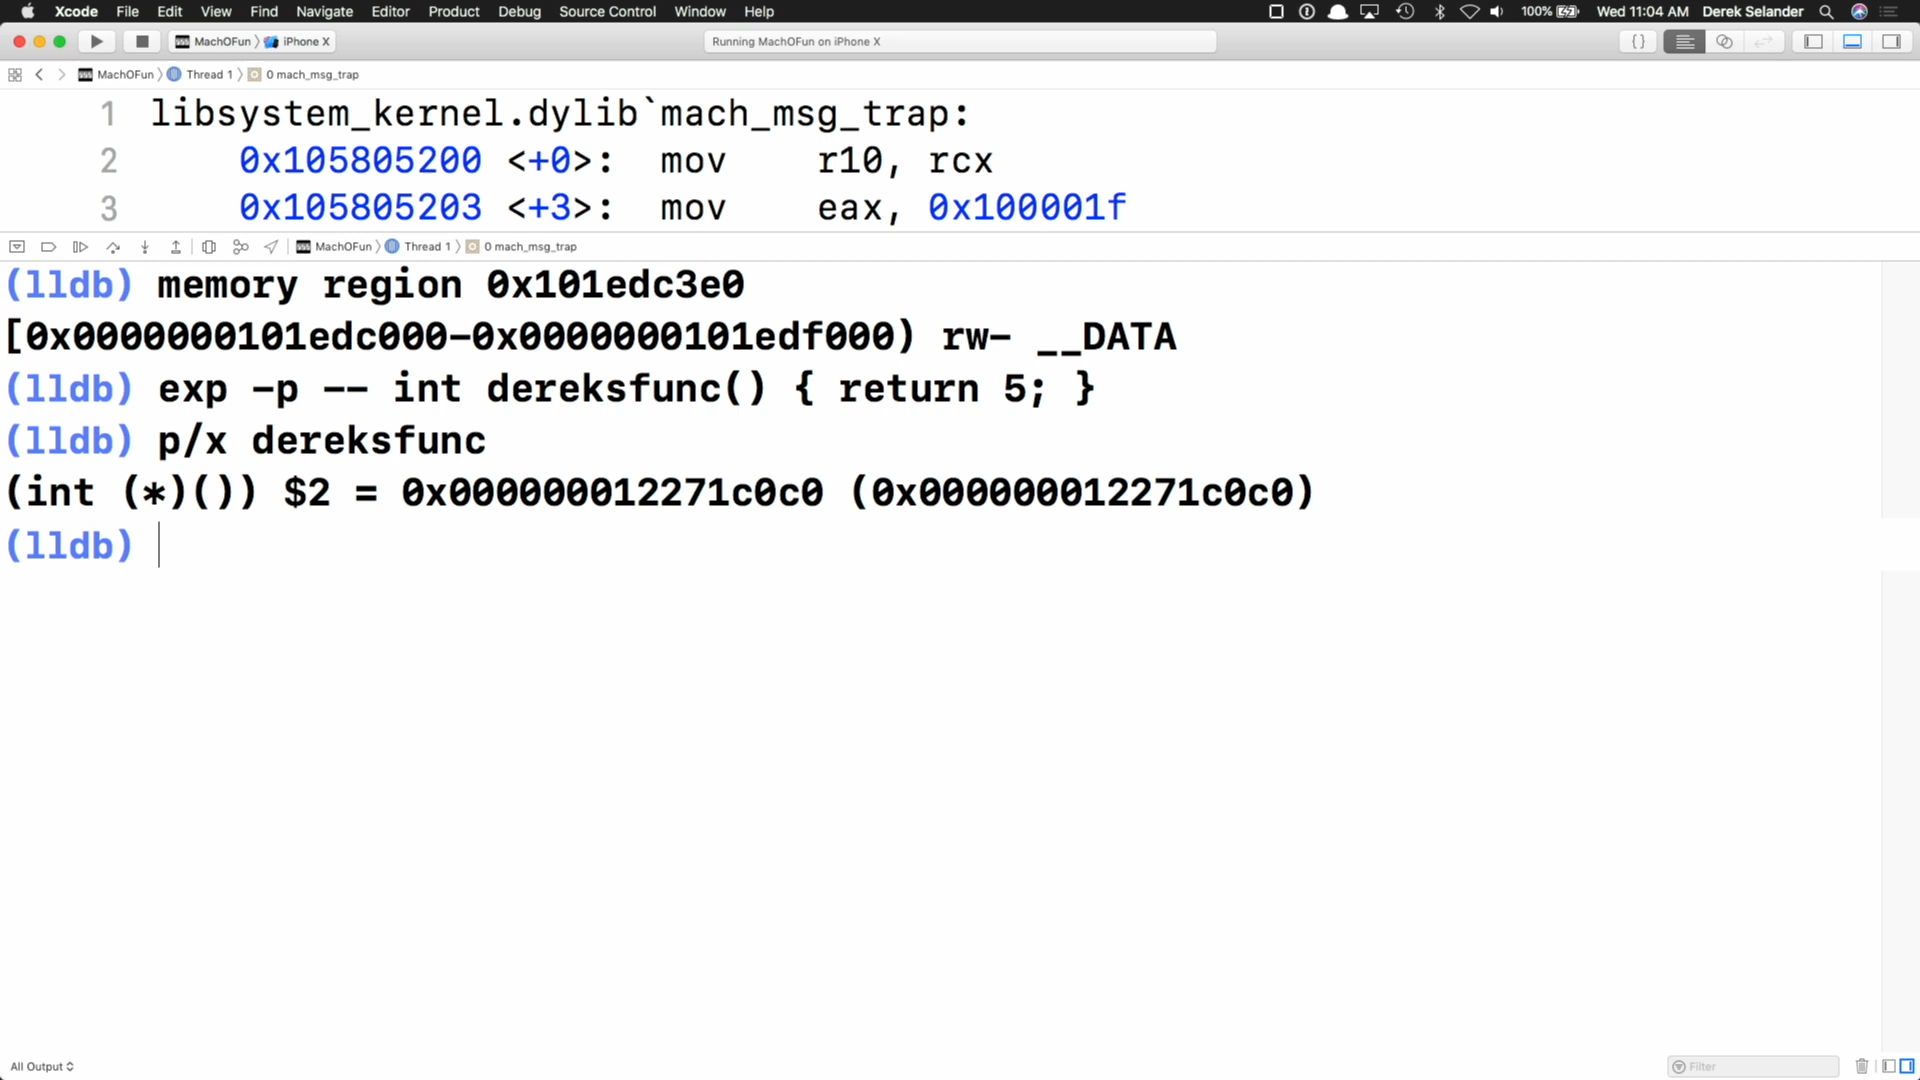 Xcode File Edit View Find Navigate Editor Product Debug Source Control Window Help 100% Wed 11:04 AM Derek Selander
MachOFun iPhone X Running MachOFun on iPhone X {}
MachOFun Thread 1 0 mach_msg_trap
1 libsystem_kernel.dylib`mach_msg_trap:
2 0x105805200 <+0>: mov r10, rcx
3 0x105805203 <+3>: mov eax, 0x100001f
MachOFun Thread 1 0 mach_msg_trap
(lldb) memory region 0x101edc3e0
[0x0000000101edc000-0x0000000101edf000) rw- __DATA
(lldb) exp -p -- int dereksfunc() { return 5; }
(lldb) p/x dereksfunc
(int (*)()) $2 = 0x000000012271c0c0 (0x000000012271c0c0)
(lldb)
All Output Filter